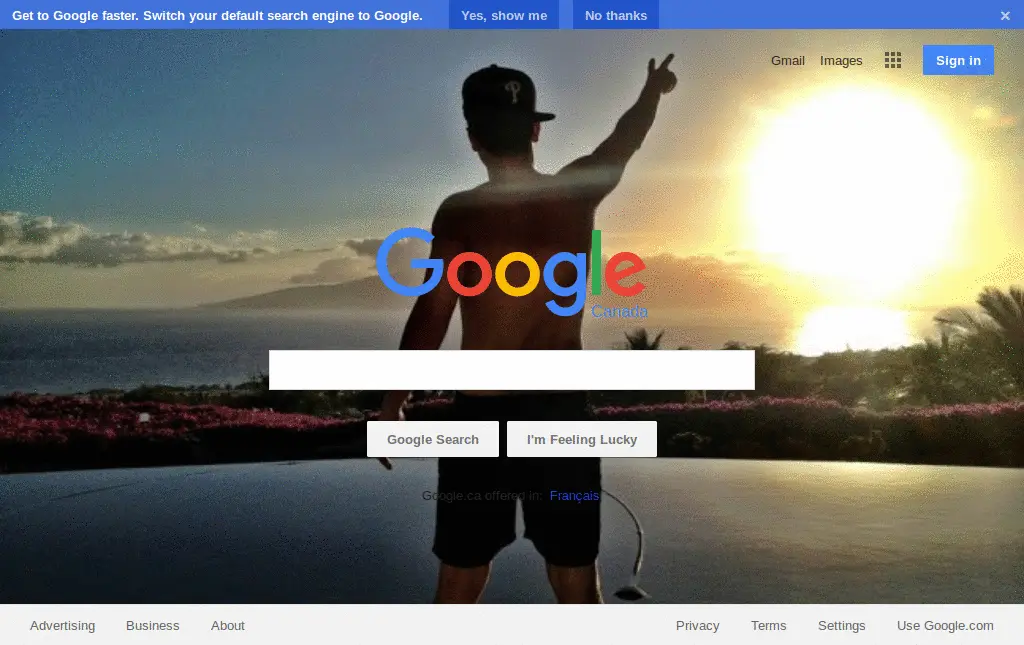 Get to Google faster. Switch your default search engine to Google. Yes, show me No thanks ×
Gmail Images Sign in
P
Google
Canada
Google Search I'm Feeling Lucky
Google.ca offered in: Français
Advertising Business About Privacy Terms Settings Use Google.com